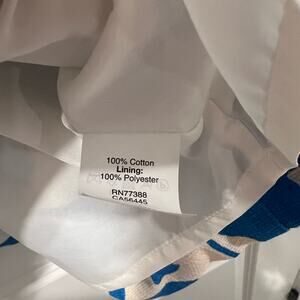 100% Cotton
Lining:
100% Polyester
RN77388
CA56445